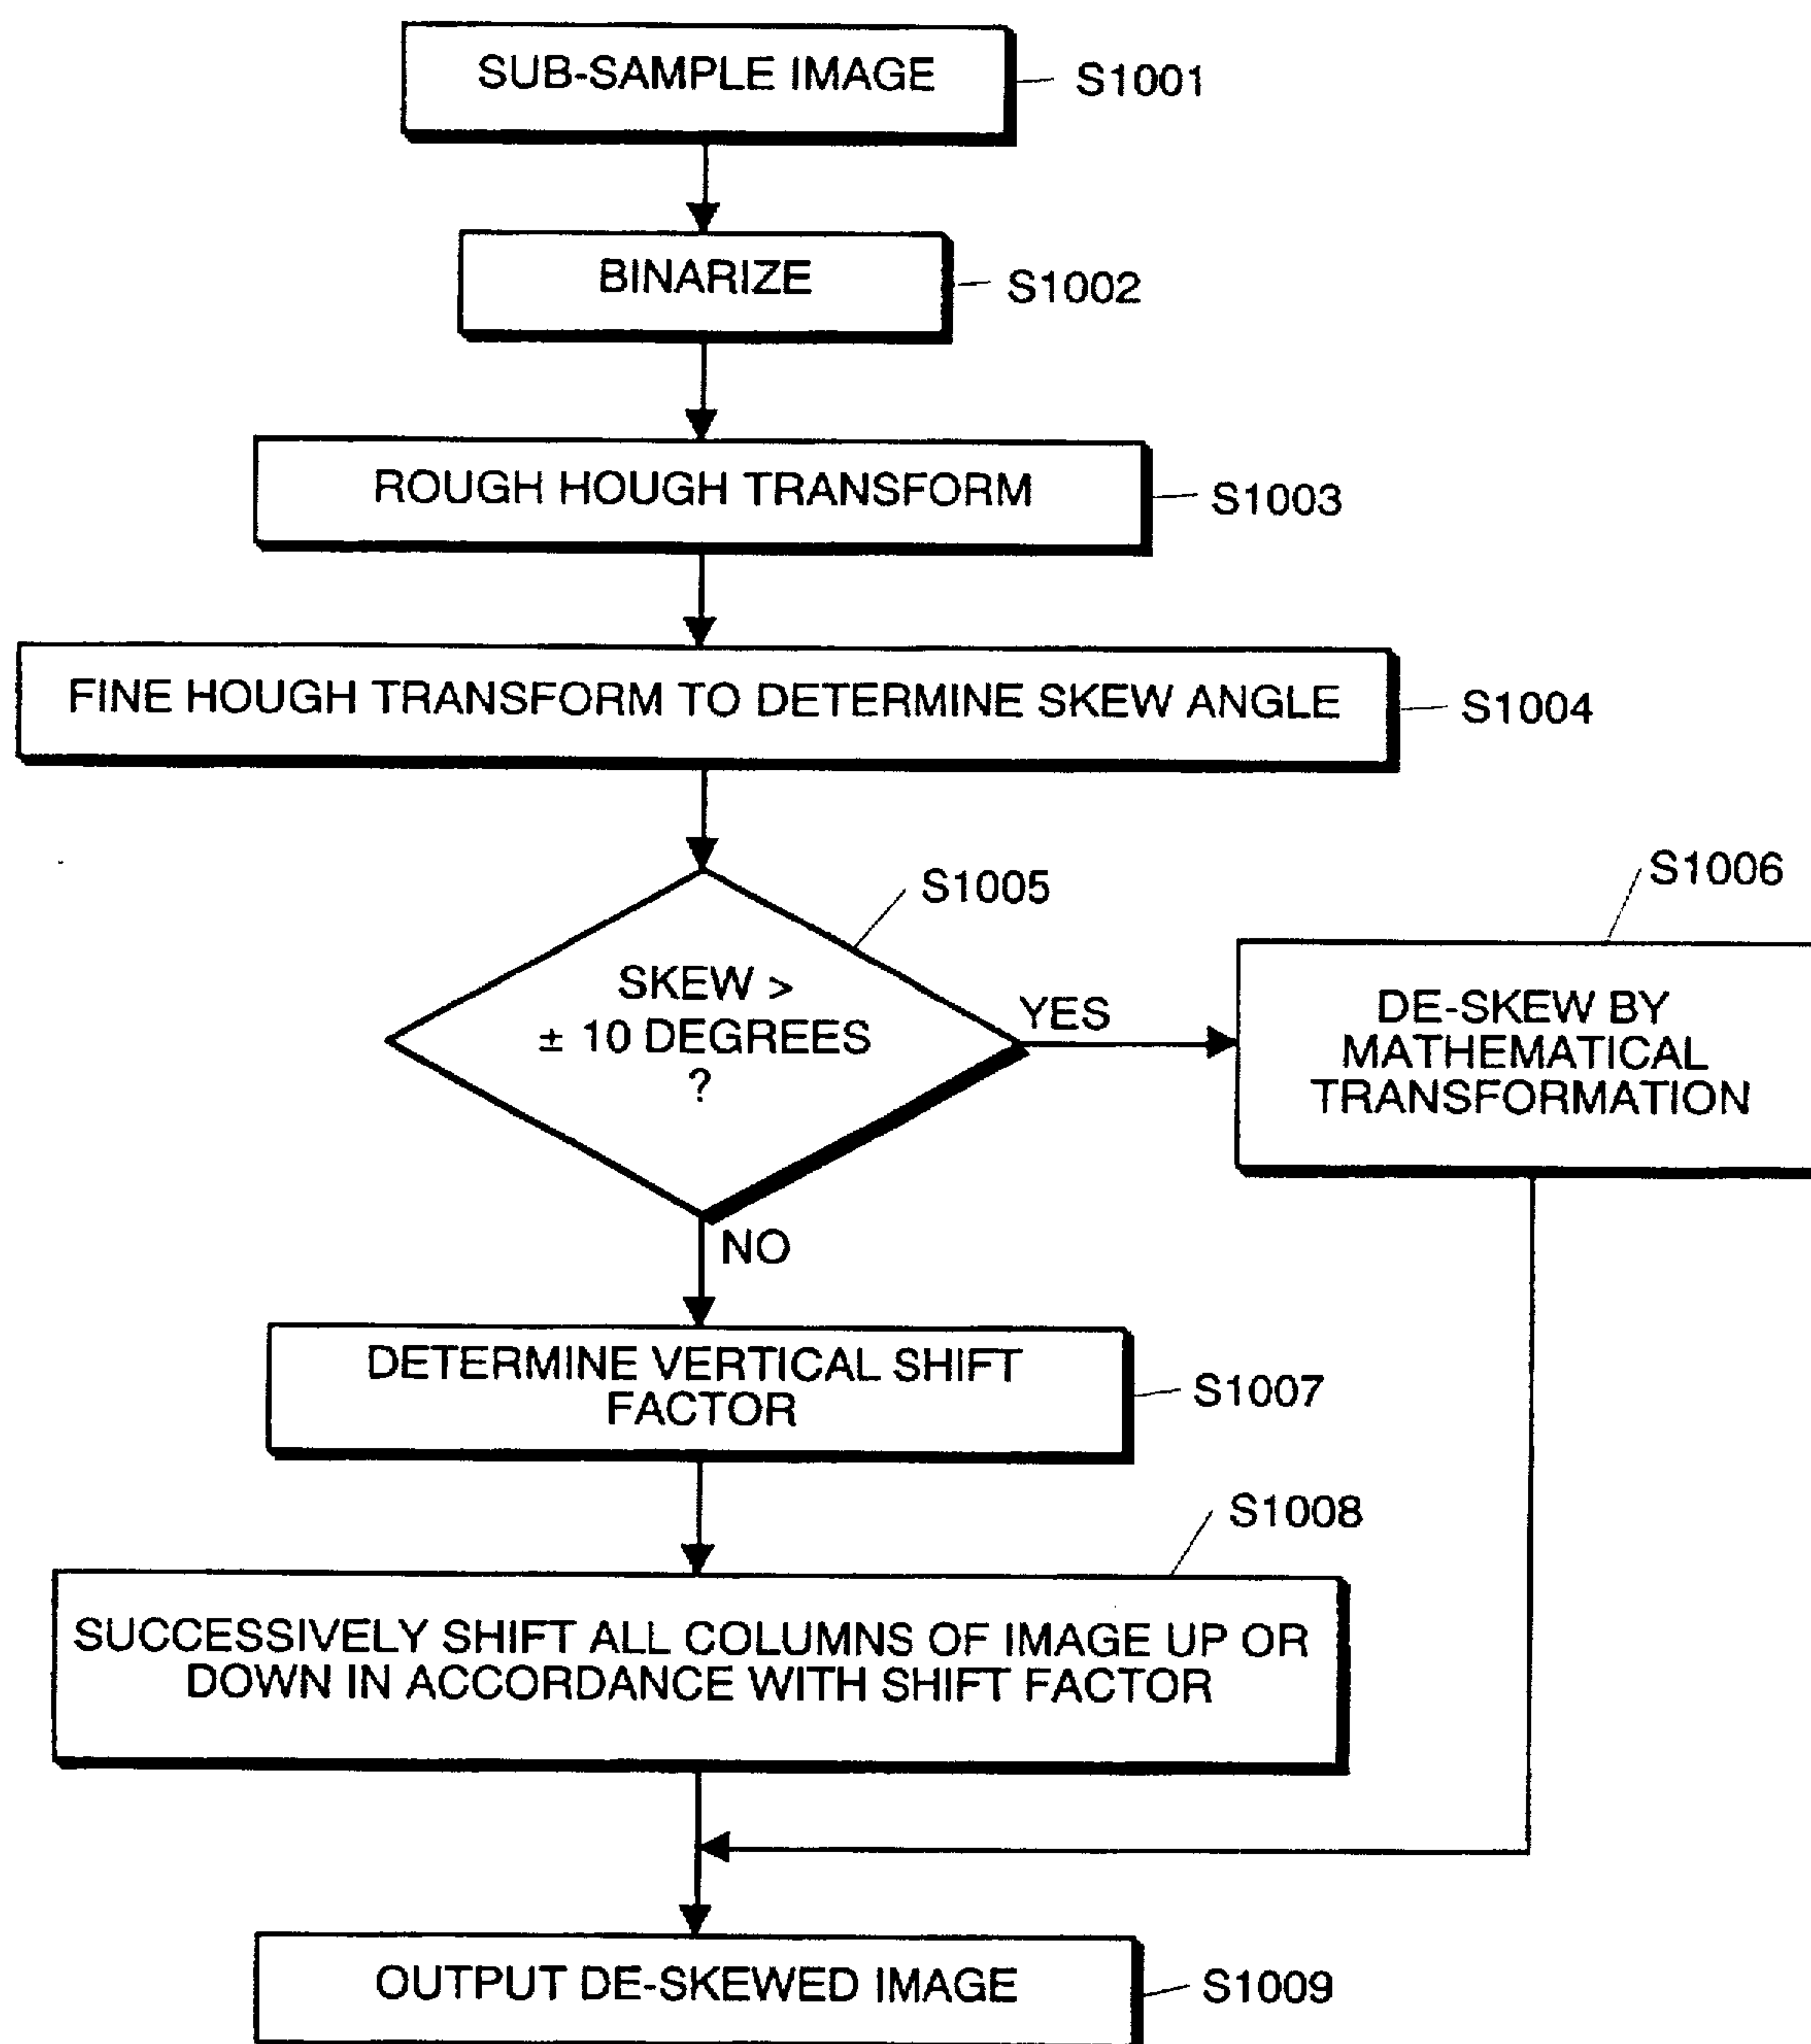 SUB-SAMPLE IMAGE
S1001
BINARIZE
S1002
ROUGH HOUGH TRANSFORM
S1003
FINE HOUGH TRANSFORM TO DETERMINE SKEW ANGLE
S1004
S1005
SKEW >
± 10 DEGREES
?
YES
S1006
DE-SKEW BY
MATHEMATICAL
TRANSFORMATION
NO
DETERMINE VERTICAL SHIFT
FACTOR
S1007
S1008
SUCCESSIVELY SHIFT ALL COLUMNS OF IMAGE UP OR
DOWN IN ACCORDANCE WITH SHIFT FACTOR
OUTPUT DE-SKEWED IMAGE
S1009